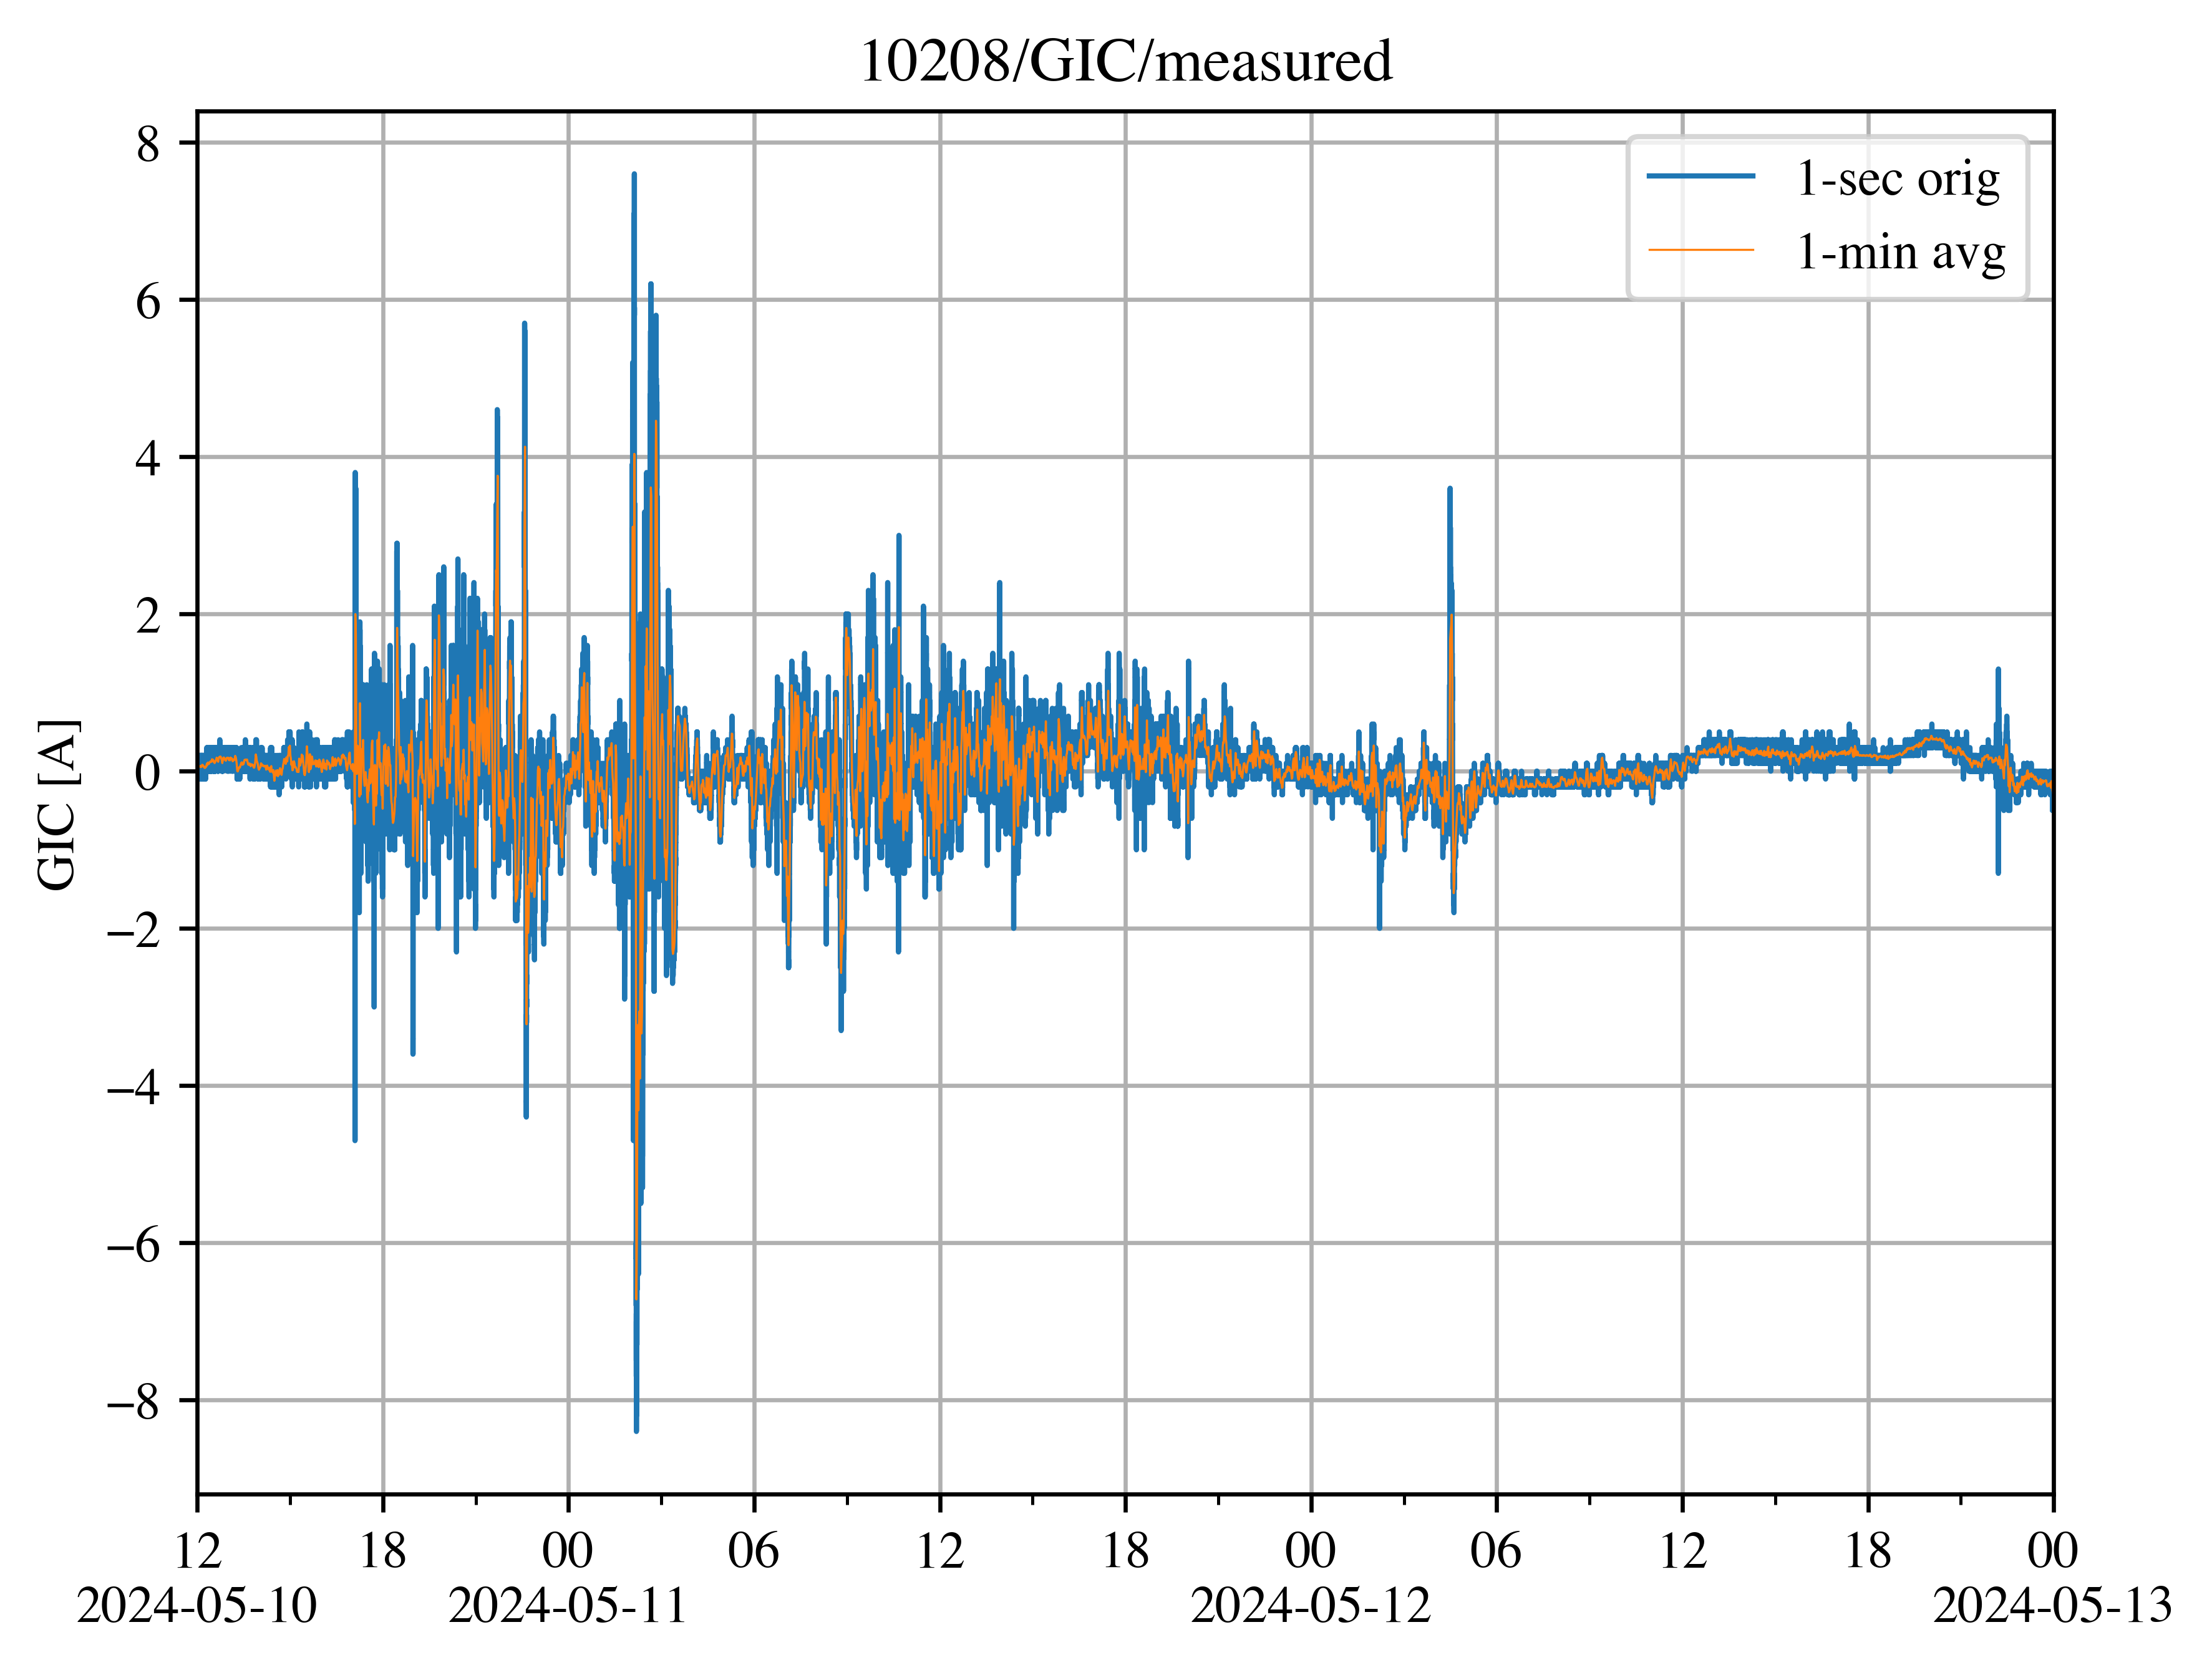 10208/GIC/measured
8
6
4
2
0
−2
−4
−6
−8
GIC [A]
1-sec orig
1-min avg
12 18 00 06 12 18 00 06 12 18 00
2024-05-10 2024-05-11 2024-05-12 2024-05-13